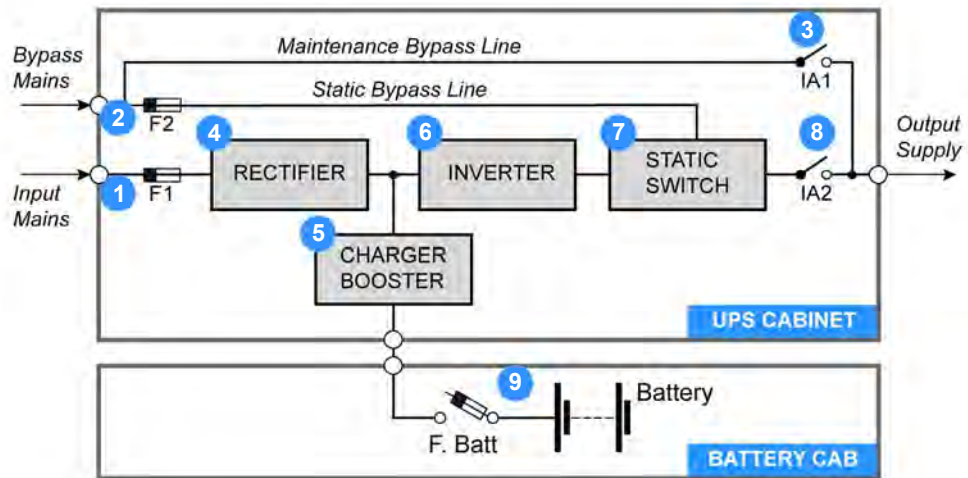 Bypass
Mains
Maintenance Bypass Line
3
IA1
Static Bypass Line
2
F2
4
RECTIFIER
6
INVERTER
7
STATIC
SWITCH
8
IA2
Output
Supply
Input
Mains
1
F1
5
CHARGER
BOOSTER
UPS CABINET
9
F. Batt
Battery
BATTERY CAB